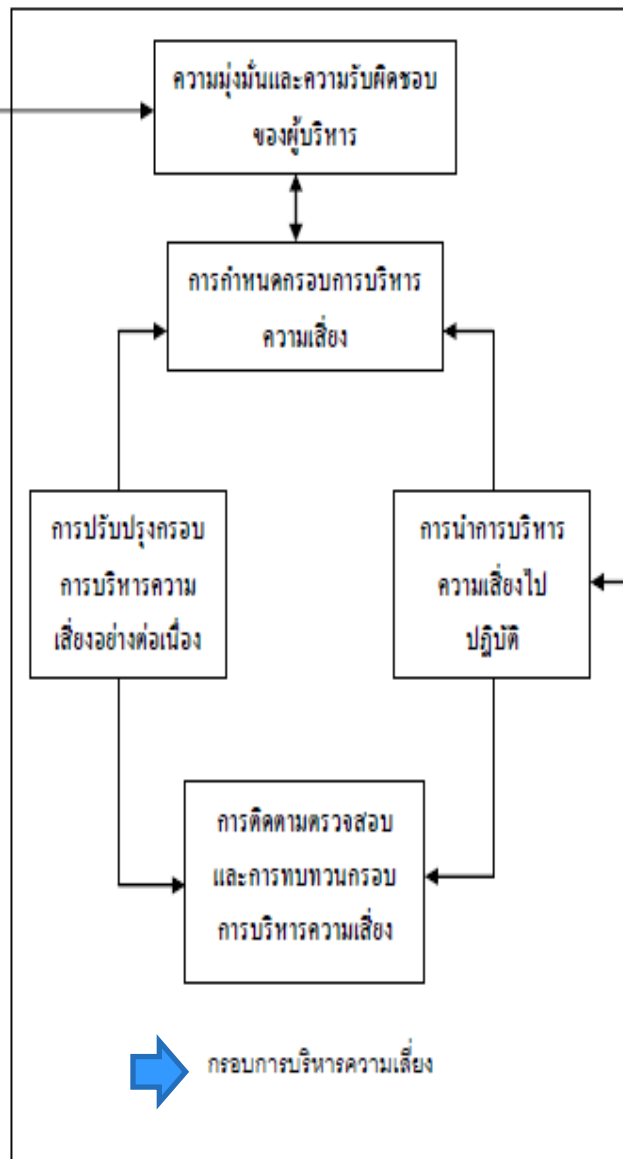 ความมุ่งมั่นและความรับผิดชอบ
ของผู้บริหาร
การกำหนดกรอบการบริหาร
ความเสี่ยง
การปรับปรุงกรอบ
การบริหารความ
เสี่ยงอย่างต่อเนื่อง
การนำการบริหาร
ความเสี่ยงไป
ปฏิบัติ
การติดตามตรวจสอบ
และการทบทวนกรอบ
การบริหารความเสี่ยง
กรอบการบริหารความเสี่ยง